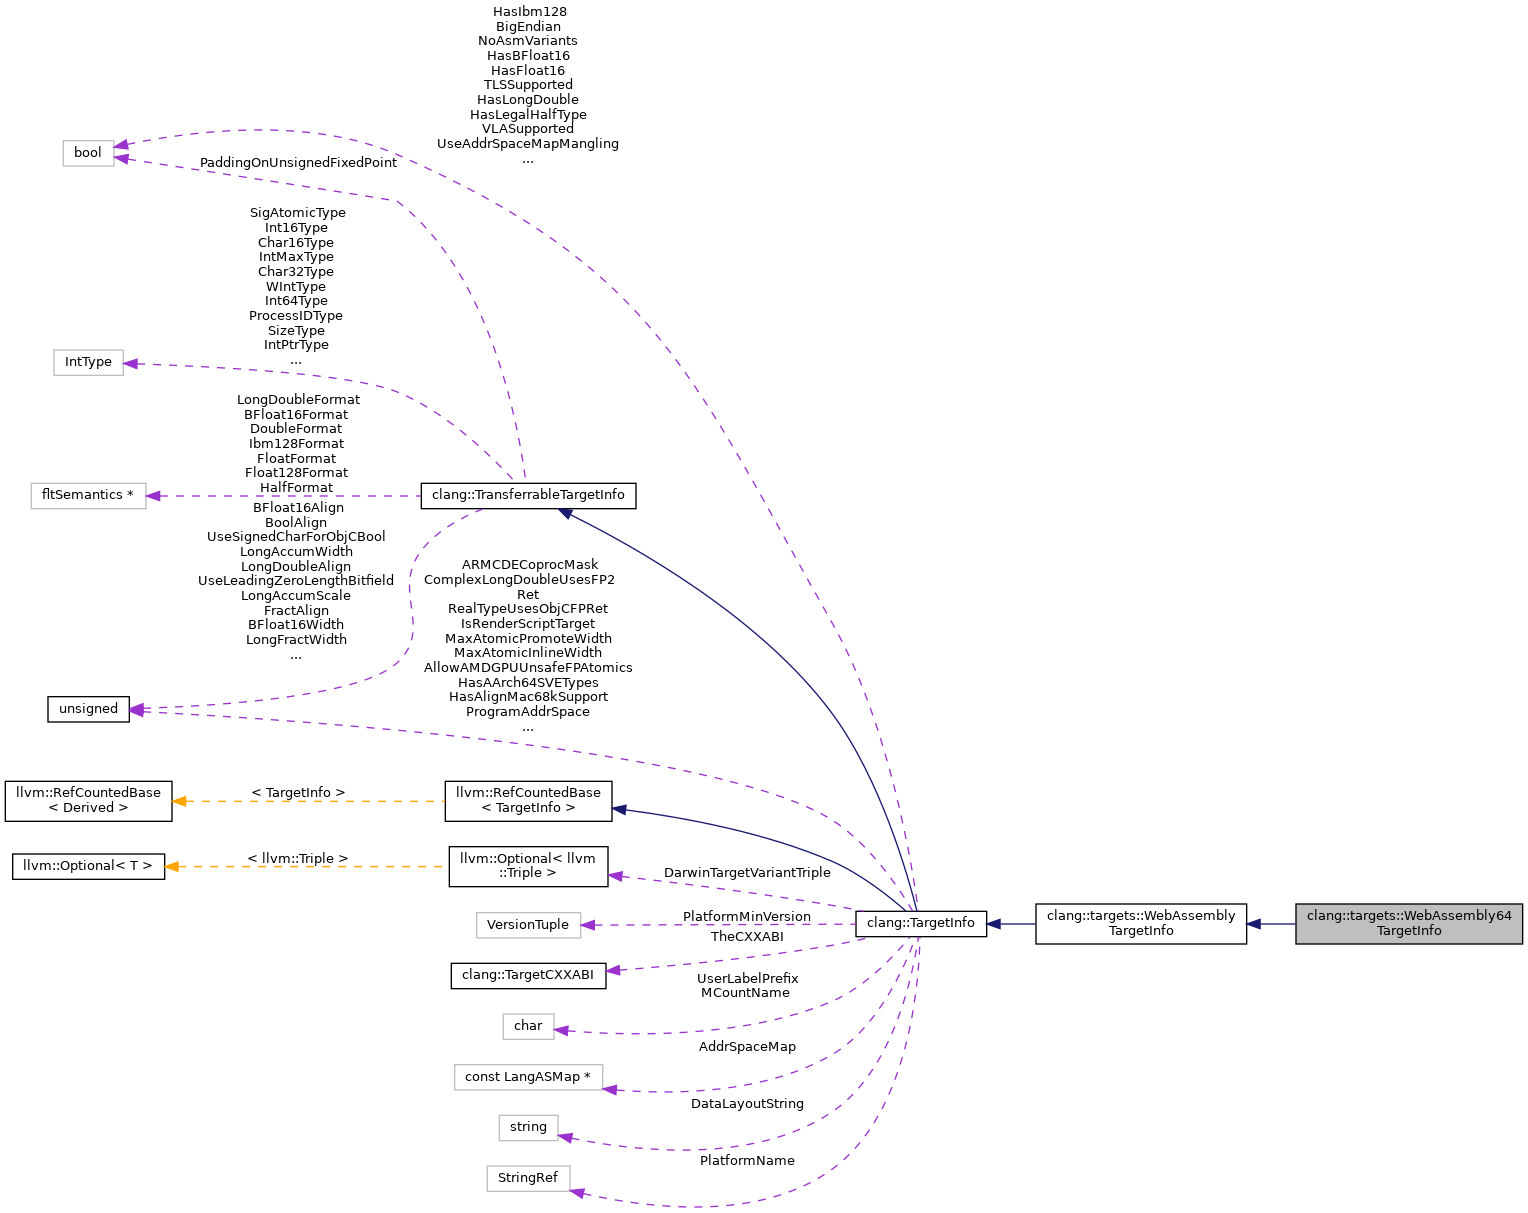 HasIbm128
BigEndian
NoAsmVariants
HasBFloat16
HasFloat16
TLSSupported
HasLongDouble
HasLegalHalfType
VLASupported
UseAddrSpaceMapMangling
...
bool
PaddingOnUnsignedFixedPoint
SigAtomicType
Int16Type
Char16Type
IntMaxType
Char32Type
WIntType
Int64Type
ProcessIDType
SizeType
IntPtrType
...
IntType
LongDoubleFormat
BFloat16Format
DoubleFormat
Ibm128Format
FloatFormat
Float128Format
HalfFormat
fltSemantics *
clang::TransferrableTargetInfo
BFloat16Align
BoolAlign
UseSignedCharForObjCBool
LongAccumWidth
LongDoubleAlign
UseLeadingZeroLengthBitfield
LongAccumScale
FractAlign
BFloat16Width
LongFractWidth
...
ARMCDECoprocMask
ComplexLongDoubleUsesFP2
Ret
RealTypeUsesObjCFPRet
IsRenderScriptTarget
MaxAtomicPromoteWidth
MaxAtomicInlineWidth
AllowAMDGPUUnsafeFPAtomics
HasAArch64SVETypes
HasAlignMac68kSupport
ProgramAddrSpace
...
unsigned
llvm::RefCountedBase
< Derived >
< TargetInfo >
llvm::RefCountedBase
< TargetInfo >
llvm::Optional< T >
< llvm::Triple >
llvm::Optional< llvm
::Triple >
DarwinTargetVariantTriple
VersionTuple
PlatformMinVersion
clang::TargetInfo
clang::targets::WebAssembly
TargetInfo
clang::targets::WebAssembly64
TargetInfo
TheCXXABI
clang::TargetCXXABI
UserLabelPrefix
MCountName
char
AddrSpaceMap
const LangASMap *
DataLayoutString
string
PlatformName
StringRef